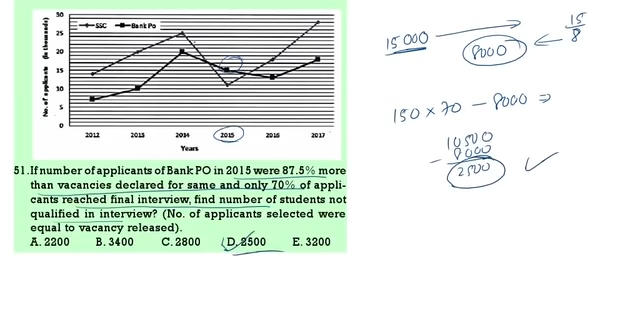 30
25
20
15
10
5
0
SSC Bank Po
No. of applicants (in thousands)
2012 2013 2014 2015 2016 2017
Years
51. If number of applicants of Bank PO in 2015 were 87.5% more
than vacancies declared for same and only 70% of appli-
cants reached final interview, find number of students not
qualified in interview? (No. of applicants selected were
equal to vacancy released).
A. 2200 B. 3400 C. 2800 D. 2500 E. 3200
15000
8000
15
8
150 × 70 − 8000 ⇒
10500
− 8000
2500